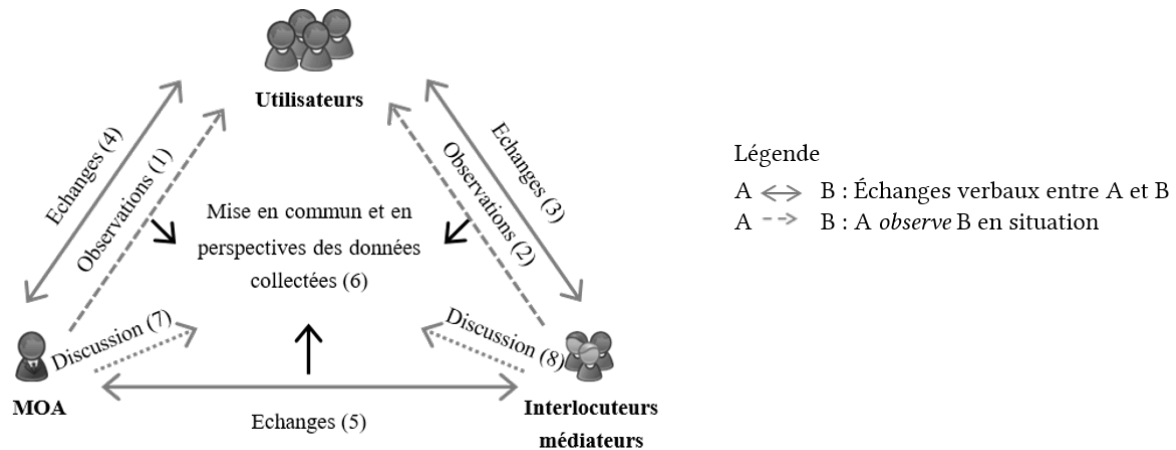 Utilisateurs
Echanges (4)
Observations (1)
Observations (2)
Echanges (3)
Mise en commun et en
perspectives des données
collectées (6)
Discussion (7)
Discussion (8)
MOA
Echanges (5)
Interlocuteurs
médiateurs
Légende
A B : Échanges verbaux entre A et B
A B : A observe B en situation